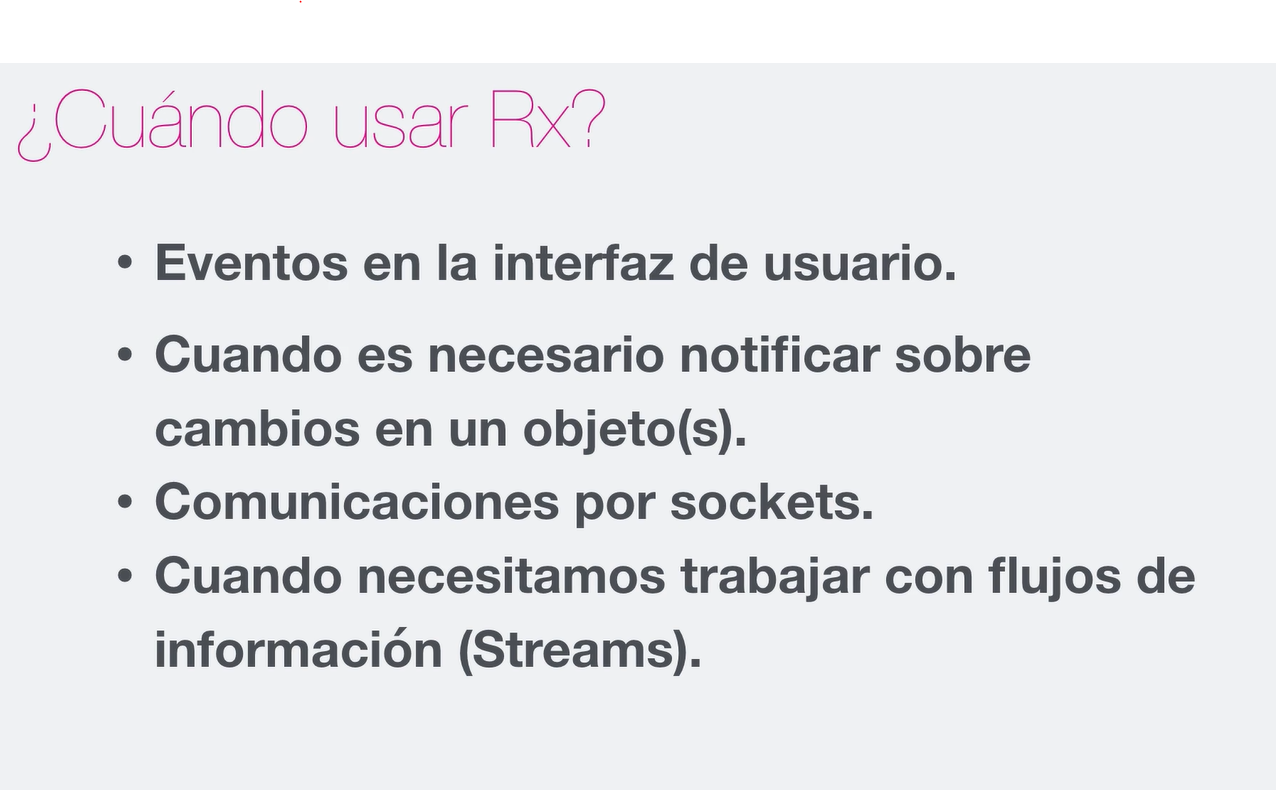 ¿Cuándo usar Rx?
• Eventos en la interfaz de usuario.
• Cuando es necesario notificar sobre
cambios en un objeto(s).
• Comunicaciones por sockets.
• Cuando necesitamos trabajar con flujos de
información (Streams).